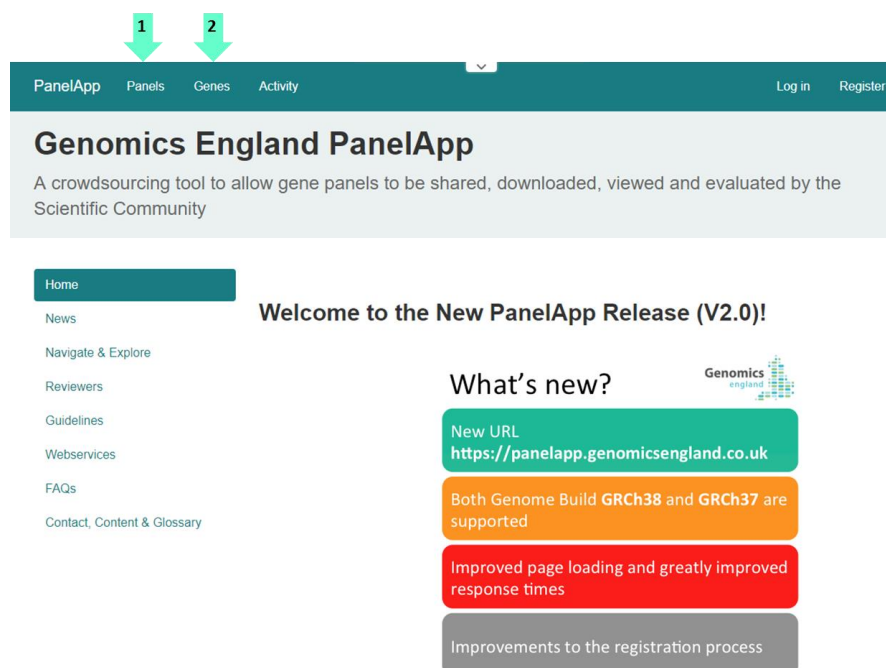 1 2
PanelApp Panels Genes Activity Log in Register
Genomics England PanelApp
A crowdsourcing tool to allow gene panels to be shared, downloaded, viewed and evaluated by the
Scientific Community
Home
News
Navigate & Explore
Reviewers
Guidelines
Webservices
FAQs
Contact, Content & Glossary
Welcome to the New PanelApp Release (V2.0)!
What's new?
Genomics
england
New URL
https://panelapp.genomicsengland.co.uk
Both Genome Build GRCh38 and GRCh37 are
supported
Improved page loading and greatly improved
response times
Improvements to the registration process